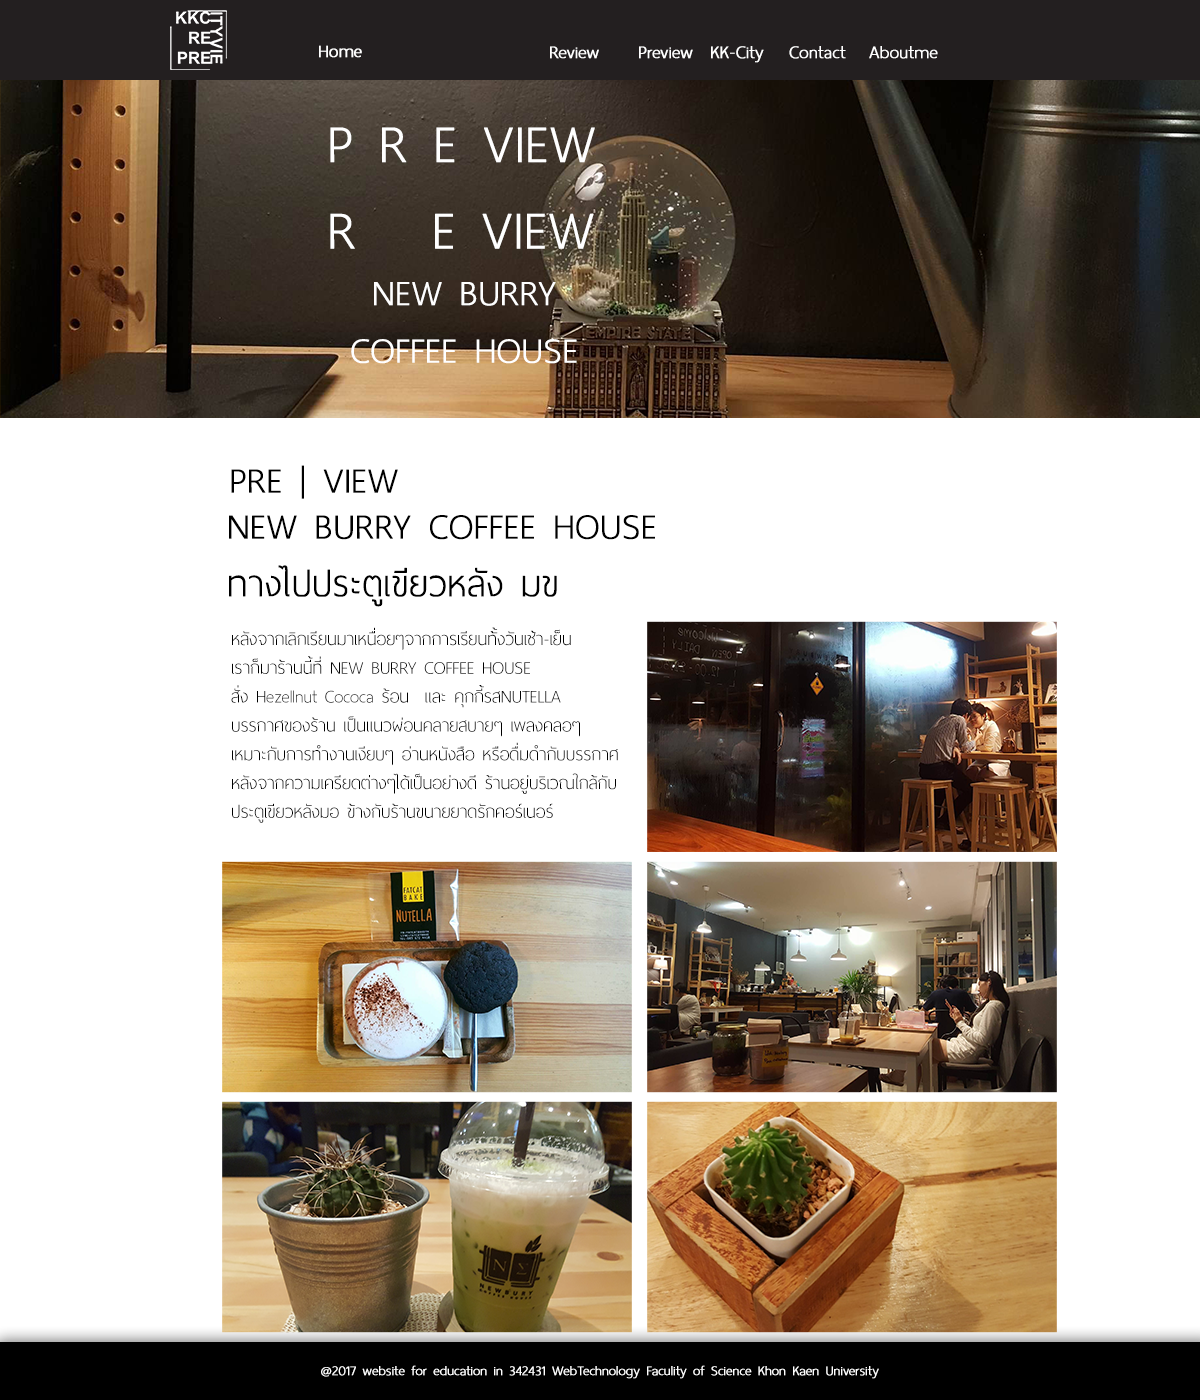 KKC
ITYVIE
RE
PRE
Home
Review
Preview
KK-City
Contact
Aboutme
P R E VIEW
R E VIEW
NEW BURRY
COFFEE HOUSE
EMPIRE STATE
PRE | VIEW
NEW BURRY COFFEE HOUSE
ทางไปประตูเขียวหลัง มข
หลังจากเลิกเรียนมาเหนื่อยๆจากการเรียนทั้งวันเช้า-เย็น
เราก็มาร้านนี้ที่ NEW BURRY COFFEE HOUSE
สั่ง Hezellnut Cococa ร้อน และ คุกกี้รสNUTELLA
บรรกาศของร้าน เป็นแนวผ่อนคลายสบายๆ เพลงคลอๆ
เหมาะกับการทำงานเงียบๆ อ่านหนังสือ หรือดื่มดำกับบรรกาศ
หลังจากความเครียดต่างๆได้เป็นอย่างดี ร้านอยู่บริเวณใกล้กับ
ประตูเขียวหลังมอ ข้างกับร้านขนายยาดรักคอร์เนอร์
Welcome
DAILY
OPEN
FATCAT
BAKE
NUTELLA
N Y
NEWBURY
COFFEE HOUSE
@2017 website for education in 342431 WebTechnology Faculity of Science Khon Kaen University